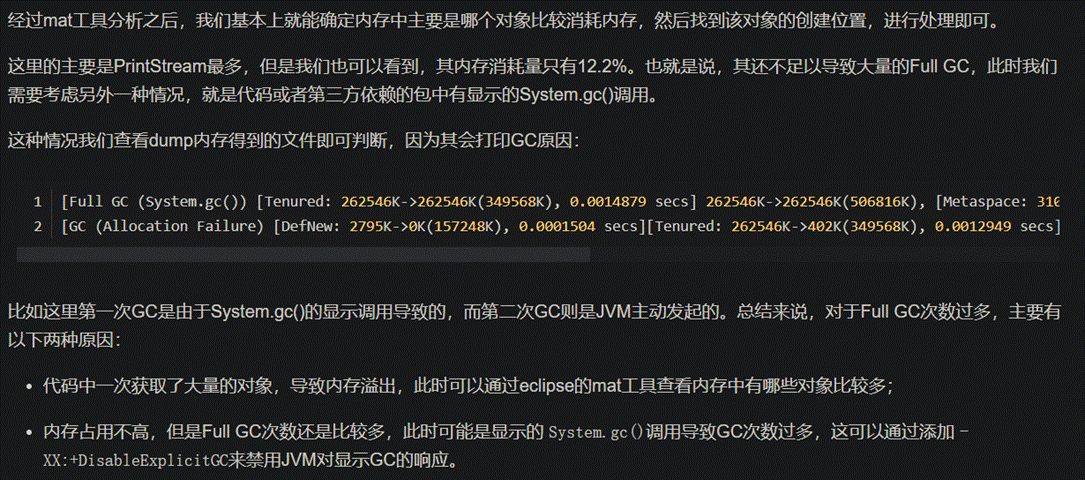 经过mat工具分析之后，我们基本上就能确定内存中主要是哪个对象比较消耗内存，然后找到该对象的创建位置，进行处理即可。
这里的主要是PrintStream最多，但是我们也可以看到，其内存消耗量只有12.2%。也就是说，其还不足以导致大量的Full GC，此时我们
需要考虑另外一种情况，就是代码或者第三方依赖的包中有显示的System.gc()调用。
这种情况我们查看dump内存得到的文件即可判断，因为其会打印GC原因：
1 [Full GC (System.gc()) [Tenured: 262546K->262546K(349568K), 0.0014879 secs] 262546K->262546K(506816K), [Metaspace: 310
2 [GC (Allocation Failure) [DefNew: 2795K->0K(157248K), 0.0001504 secs][Tenured: 262546K->402K(349568K), 0.0012949 secs]
比如这里第一次GC是由于System.gc()的显示调用导致的，而第二次GC则是JVM主动发起的。总结来说，对于Full GC次数过多，主要有
以下两种原因：
• 代码中一次获取了大量的对象，导致内存溢出，此时可以通过eclipse的mat工具查看内存中有哪些对象比较多；
• 内存占用不高，但是Full GC次数还是比较多，此时可能是显示的 System.gc()调用导致GC次数过多，这可以通过添加 -
XX:+DisableExplicitGC来禁用JVM对显示GC的响应。